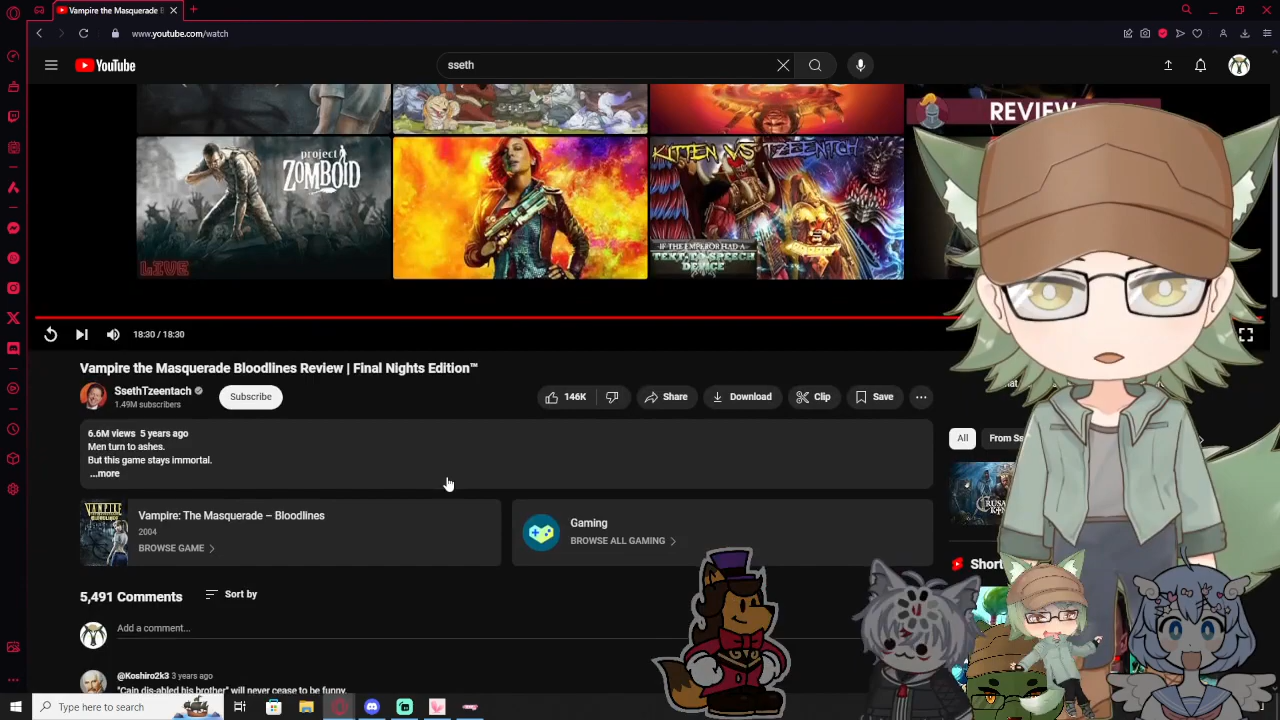 Vampire the Masquerade B
www.youtube.com/watch
YouTube
sseth
REVIEW
project
ZOMBOID
LIVE
KITTEN VS TZEENTCH
IF THE EMPEROR HAD A
TEXT-TO-SPEECH
DEVICE
18:30 / 18:30
Vampire the Masquerade Bloodlines Review | Final Nights Edition™
SsethTzeentach
1.49M subscribers
Subscribe
146K
Share
Download
Clip
Save
6.6M views 5 years ago
Men turn to ashes.
But this game stays immortal.
...more
All
From Ss
VAMPIRE
Vampire: The Masquerade – Bloodlines
2004
BROWSE GAME
Gaming
BROWSE ALL GAMING
Short
5,491 Comments
Sort by
Add a comment...
@Koshiro2k3 3 years ago
"Cain dis-abled his brother" will never cease to be funny.
Type here to search